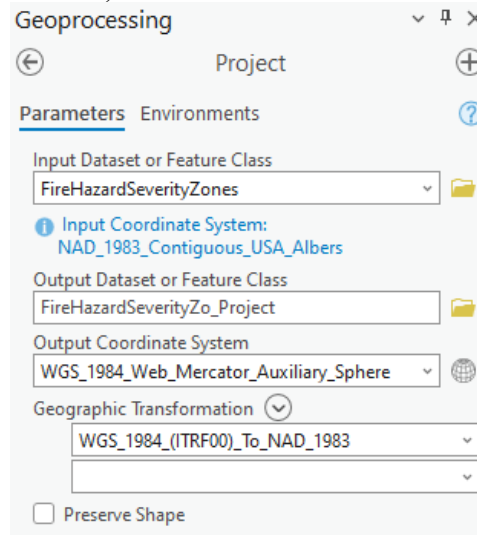 Geoprocessing
Project
Parameters Environments
Input Dataset or Feature Class
FireHazardSeverityZones
Input Coordinate System:
NAD_1983_Contiguous_USA_Albers
Output Dataset or Feature Class
FireHazardSeverityZo_Project
Output Coordinate System
WGS_1984_Web_Mercator_Auxiliary_Sphere
Geographic Transformation
WGS_1984_(ITRF00)_To_NAD_1983
Preserve Shape